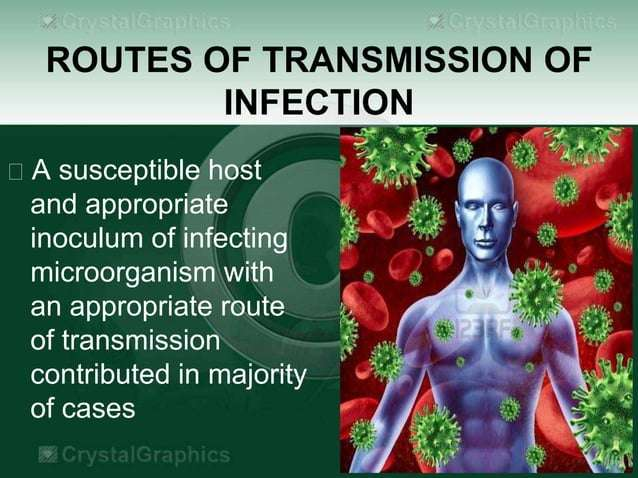 CrystalGraphics CrystalGraphics
ROUTES OF TRANSMISSION OF
INFECTION
A susceptible host
and appropriate
inoculum of infecting
microorganism with
an appropriate route
of transmission
contributed in majority
of cases
CrystalGraphics